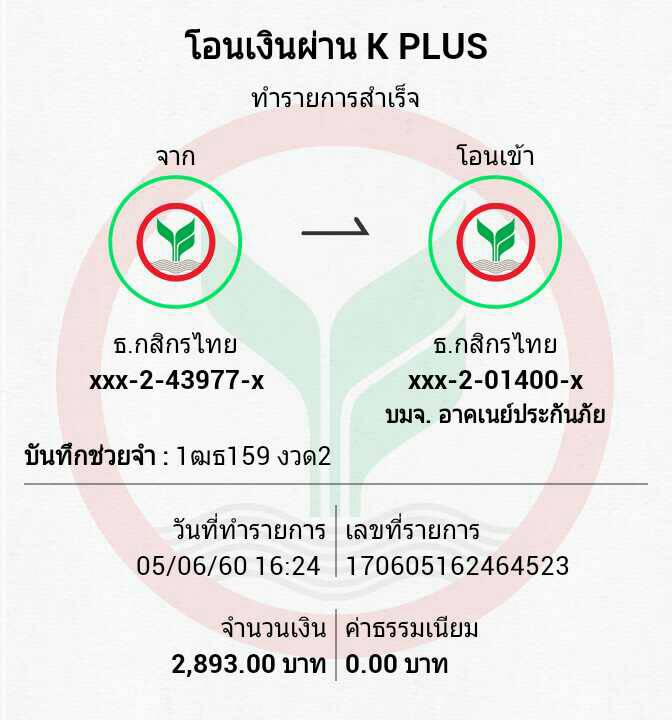 โอนเงินผ่าน K PLUS
ทำรายการสำเร็จ
จาก
โอนเข้า
ธ.กสิกรไทย
xxx-2-43977-x
ธ.กสิกรไทย
xxx-2-01400-x
บมจ. อาคเนย์ประกันภัย
บันทึกช่วยจำ : 1ฒธ159 งวด2
วันที่ทำรายการ
05/06/60 16:24
เลขที่รายการ
170605162464523
จำนวนเงิน
2,893.00 บาท
ค่าธรรมเนียม
0.00 บาท